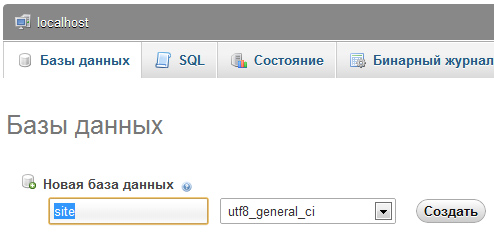 localhost
Базы данных SQL Состояние Бинарный журнал
Базы данных
Новая база данных
site utf8_general_ci Создать